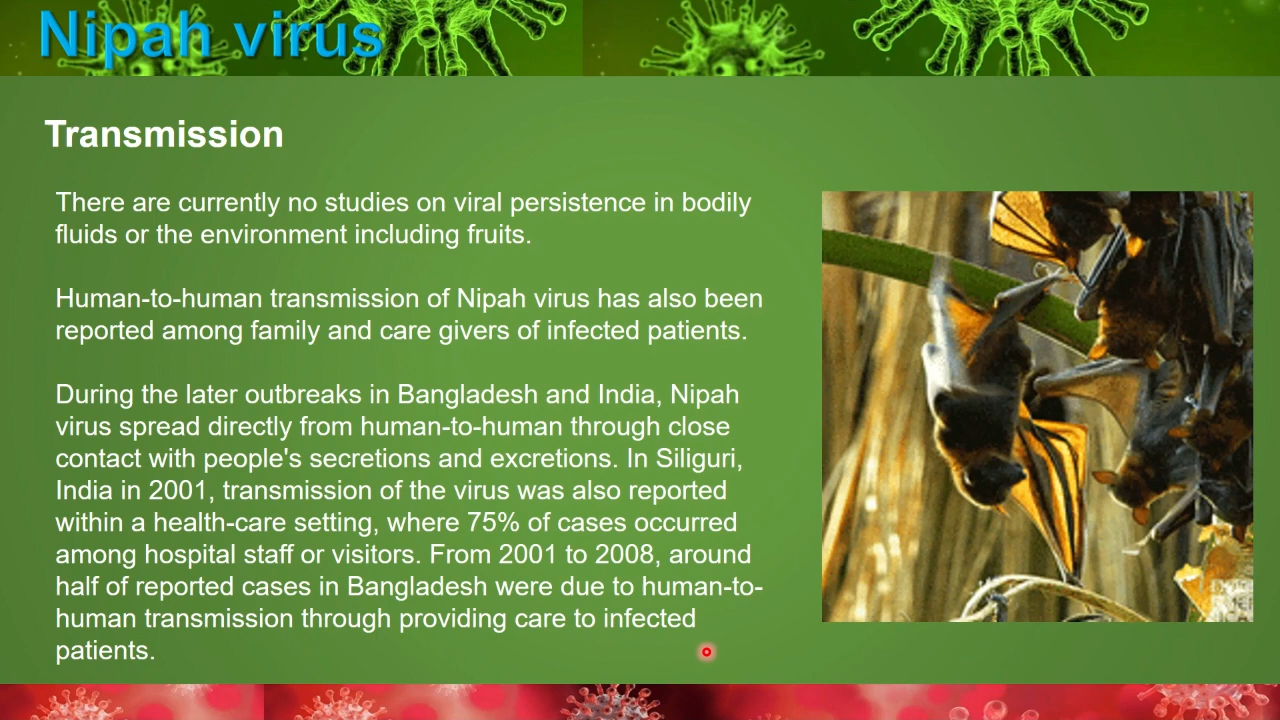 Nipah virus
Transmission
There are currently no studies on viral persistence in bodily
fluids or the environment including fruits.
Human-to-human transmission of Nipah virus has also been
reported among family and care givers of infected patients.
During the later outbreaks in Bangladesh and India, Nipah
virus spread directly from human-to-human through close
contact with people's secretions and excretions. In Siliguri,
India in 2001, transmission of the virus was also reported
within a health-care setting, where 75% of cases occurred
among hospital staff or visitors. From 2001 to 2008, around
half of reported cases in Bangladesh were due to human-to-
human transmission through providing care to infected
patients.